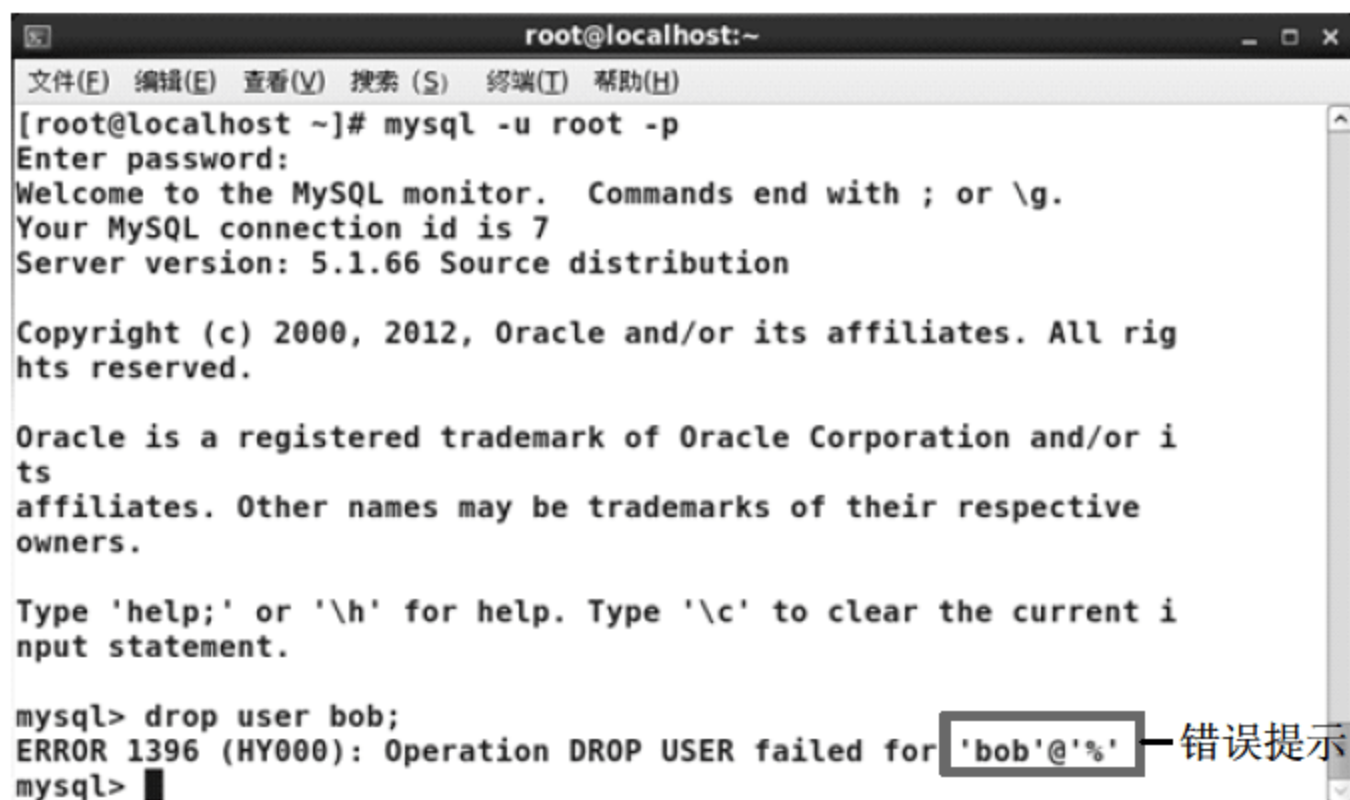 root@localhost:~
文件(F) 编辑(E) 查看(V) 搜索 (S) 终端(T) 帮助(H)
[root@localhost ~]# mysql -u root -p
Enter password:
Welcome to the MySQL monitor.  Commands end with ; or \g.
Your MySQL connection id is 7
Server version: 5.1.66 Source distribution
Copyright (c) 2000, 2012, Oracle and/or its affiliates. All rig
hts reserved.
Oracle is a registered trademark of Oracle Corporation and/or i
ts
affiliates. Other names may be trademarks of their respective
owners.
Type 'help;' or '\h' for help. Type '\c' to clear the current i
nput statement.
mysql> drop user bob;
ERROR 1396 (HY000): Operation DROP USER failed for 'bob'@'%' 错误提示
mysql>